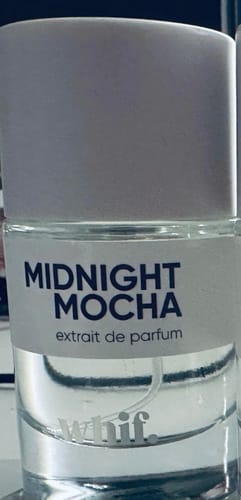 MIDNIGHT
MOCHA
extrait de parfum
whif.